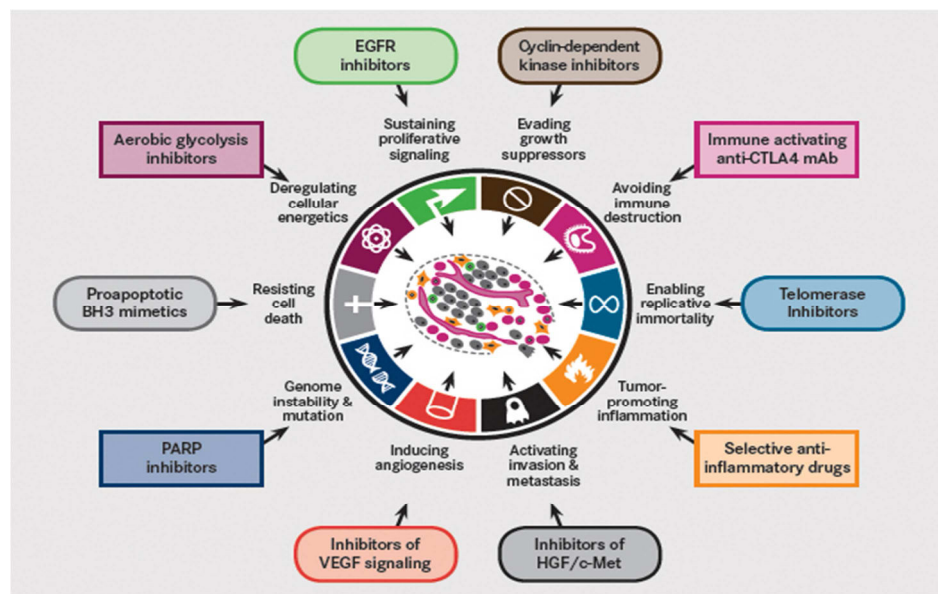 EGFR
inhibitors
Cyclin-dependent
kinase inhibitors
Sustaining
proliferative
signaling
Evading
growth
suppressors
Aerobic glycolysis
inhibitors
Immune activating
anti-CTLA4 mAb
Deregulating
cellular
energetics
Avoiding
immune
destruction
Proapoptotic
BH3 mimetics
Resisting
cell
death
Enabling
replicative
immortality
Telomerase
Inhibitors
Genome
instability &
mutation
Tumor-
promoting
inflammation
PARP
inhibitors
Inducing
angiogenesis
Activating
invasion &
metastasis
Selective anti-
inflammatory drugs
Inhibitors of
VEGF signaling
Inhibitors of
HGF/c-Met